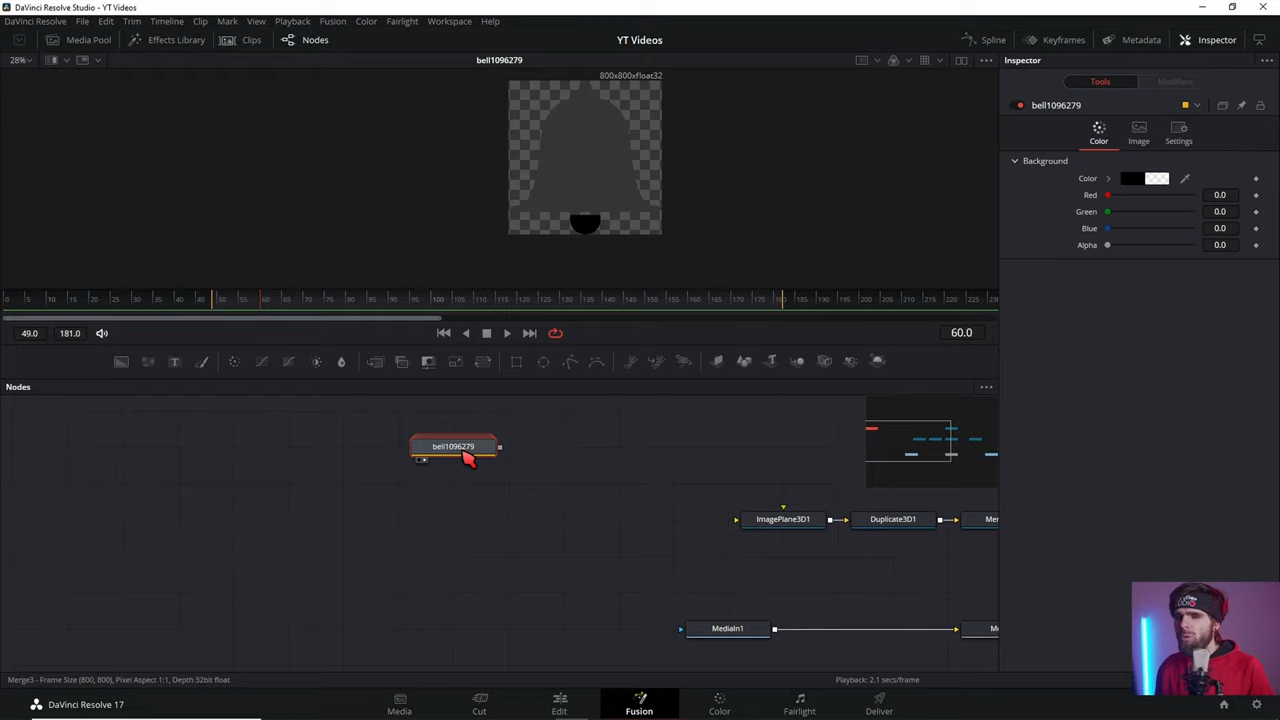 DaVinci Resolve Studio - YT Videos
DaVinci Resolve File Edit Trim Timeline Clip Mark View Playback Fusion Color Fairlight Workspace Help
Media Pool Effects Library Clips Nodes YT Videos Spline Keyframes Metadata Inspector
28% bell1096279 Inspector
800x800xfloat32
Tools Modifiers
bell1096279
Color Image Settings
Background
Color
Red 0.0
Green 0.0
Blue 0.0
Alpha 0.0
0 5 10 15 20 25 30 35 40 45 50 55 60 65 70 75 80 85 90 95 100 105 110 115 120 125 130 135 140 145 150 155 160 165 170 175 180 185 190 195 200 205 210 215 220 225 230
49.0 181.0 60.0
Nodes
bell1096279
ImagePlane3D1 Duplicate3D1 Mer
MediaIn1 Me
Merge3 - Frame Size (800, 800), Pixel Aspect 1:1, Depth 32bit float Playback: 2.1 secs/frame
DaVinci Resolve 17 Media Cut Edit Fusion Color Fairlight Deliver